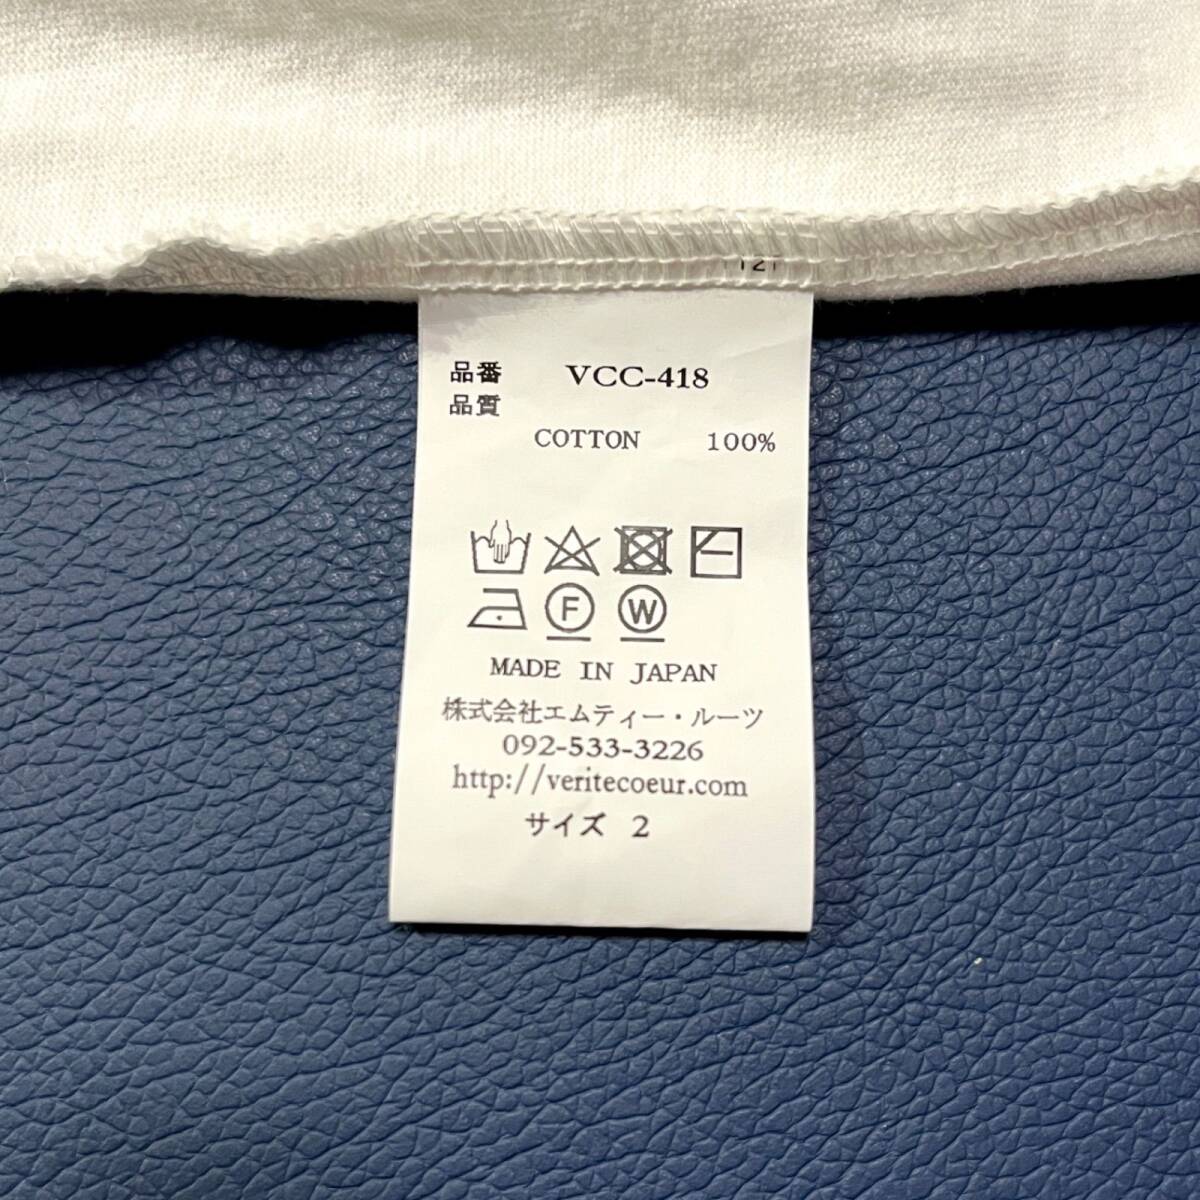 品番 VCC-418
品質
COTTON 100%
F W
MADE IN JAPAN
株式会社エムティー・ルーツ
092-533-3226
http://veritecoeur.com
サイズ 2